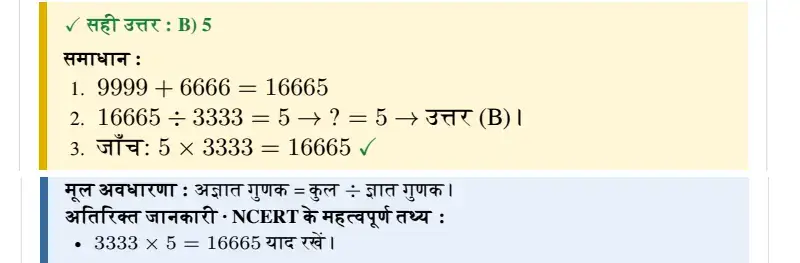 ✓ सही उत्तर : B) 5
समाधान :
1. 9999 + 6666 = 16665
2. 16665 ÷ 3333 = 5 → ? = 5 → उत्तर (B)।
3. जाँच: 5 × 3333 = 16665 ✓
मूल अवधारणा : अज्ञात गुणक = कुल ÷ ज्ञात गुणक।
अतिरिक्त जानकारी · NCERT के महत्वपूर्ण तथ्य :
• 3333 × 5 = 16665 याद रखें।